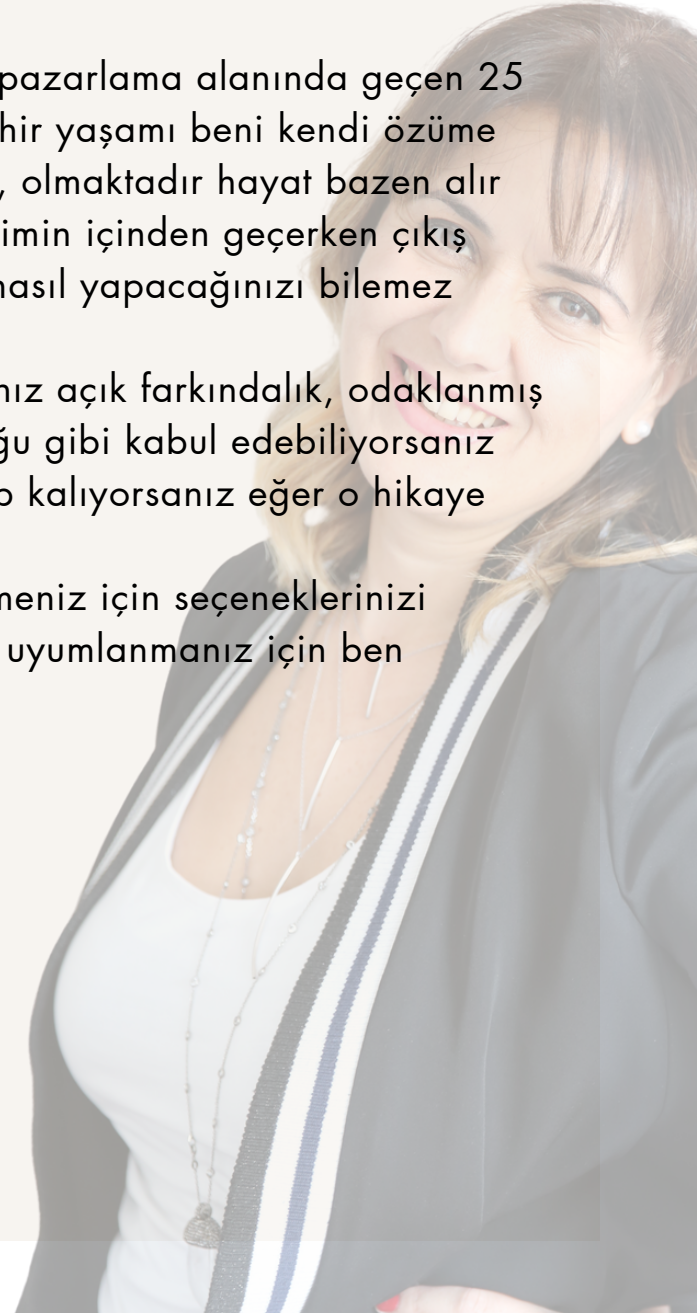 pazarlama alanında geçen 25
hir yaşamı beni kendi özüme
, olmaktadır hayat bazen alır
imin içinden geçerken çıkış
nasıl yapacağınızı bilemez
nız açık farkındalık, odaklanmış
ğu gibi kabul edebiliyorsanız
p kalıyorsanız eğer o hikaye
meniz için seçeneklerinizi
uyumlanmanız için ben